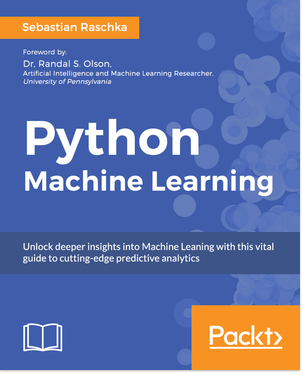 Sebastian Raschka
Foreword by:
Dr. Randal S. Olson,
Artificial Intelligence and Machine Learning Researcher,
University of Pennsylvania
Python
Machine Learning
Unlock deeper insights into Machine Leaning with this vital
guide to cutting-edge predictive analytics
Packt>